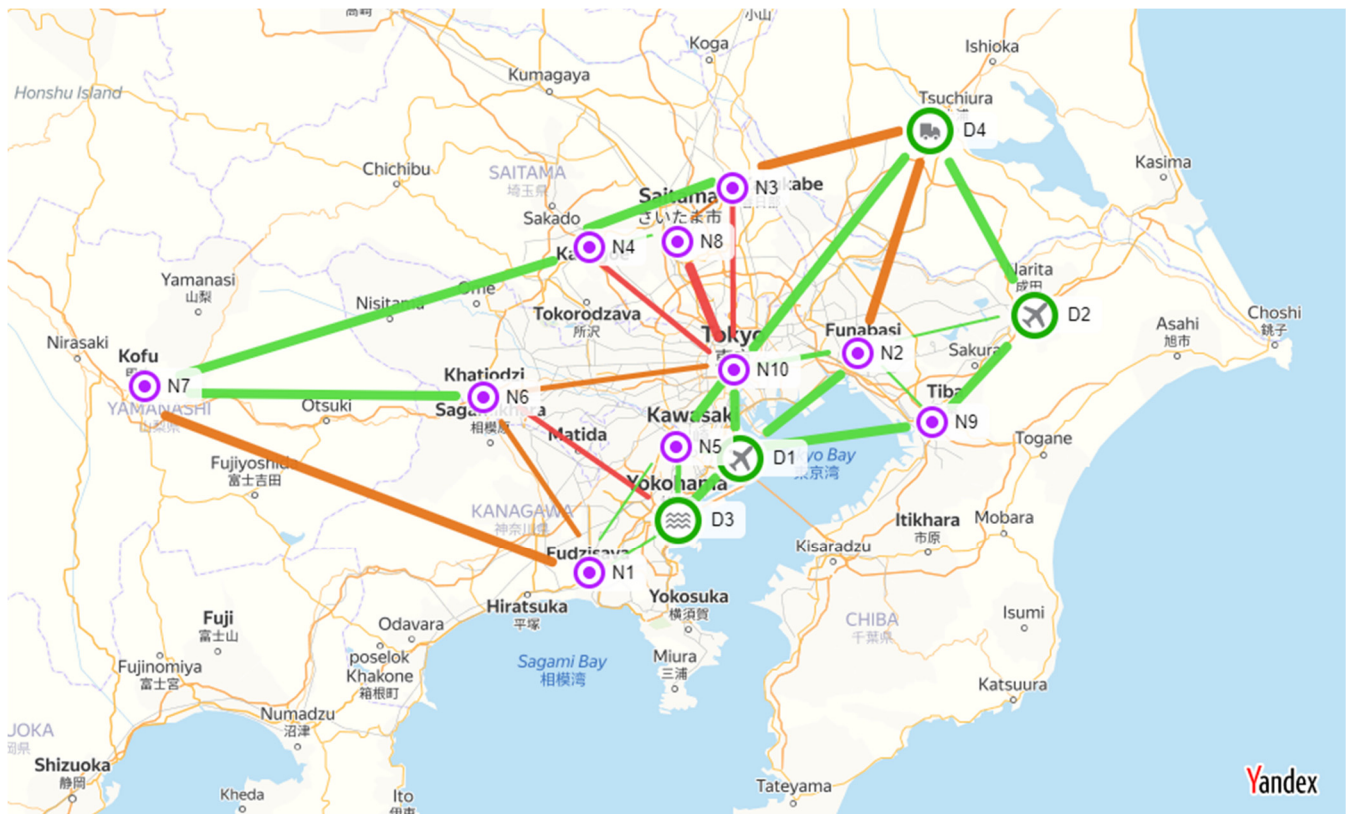 高崎
小山
Koga
Ishioka
Kumagaya
Honshu Island
Tsuchiura
D4
Kasima
Chichibu
SAITAMA
埼玉県
N3
Saitama
さいたま市
Sakado
N4
N8
Narita
成田
D2
Yamanasi
山梨
Nisitama
Ome
Tokorodzava
所沢
Tokyo
Funabasi
N2
Choshi
銚子
Asahi
旭市
Nirasaki
Kofu
N7
Sakura
N10
Khatiodzi
N6
YAMANASHI
山梨県
Otsuki
相模原
Tiba
N9
Kawasaki
Matida
N5
D1
Togane
Fujiyoshida
富士吉田
Tokyo Bay
東京湾
Yokohama
KANAGAWA
神奈川県
D3
Itikhara
市原
Mobara
Kisaradzu
Fudzisava
N1
Hiratsuka
平塚
Yokosuka
横須賀
Fuji
富士山
Odavara
CHIBA
千葉県
Isumi
Sagami Bay
相模湾
Miura
三浦
Fujinomiya
富士宮
poselok
Khakone
箱根町
Katsuura
Numadzu
沼津
Shizuoka
静岡
Kheda
Ito
Tateyama
Yandex